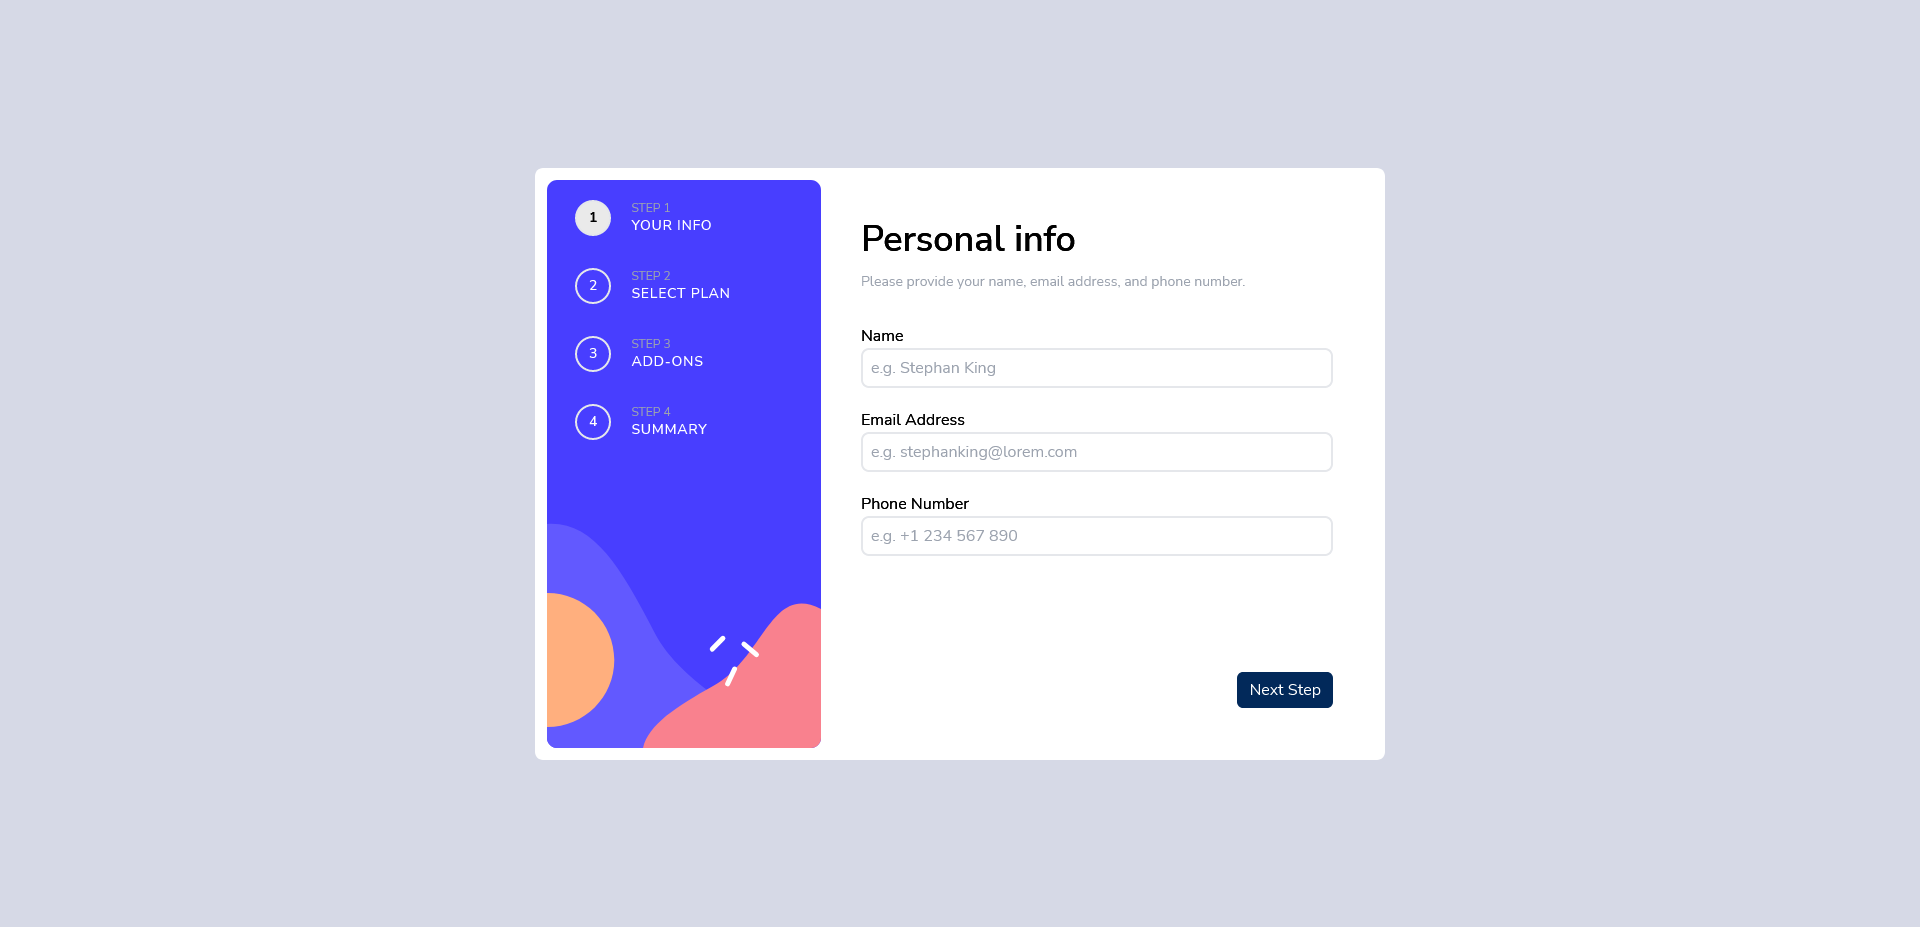 1
STEP 1
YOUR INFO
2
STEP 2
SELECT PLAN
3
STEP 3
ADD-ONS
4
STEP 4
SUMMARY
Personal info
Please provide your name, email address, and phone number.
Name
e.g. Stephan King
Email Address
e.g. stephanking@lorem.com
Phone Number
e.g. +1 234 567 890
Next Step